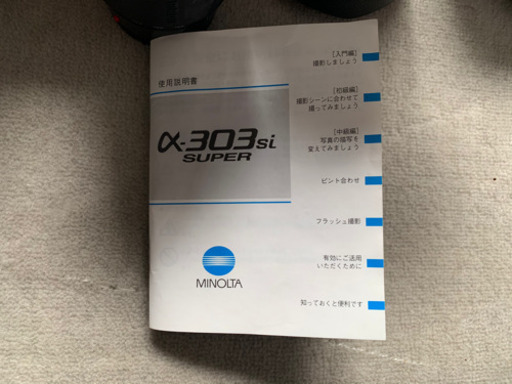 使用説明書
α-303si
SUPER
MINOLTA
[入門編]
撮影しましょう
[初級編]
撮影シーンに合わせて
撮ってみましょう
[中級編]
写真の描写を
変えてみましょう
ピント合わせ
フラッシュ撮影
有効にご活用
いただくために
知っておくと便利です